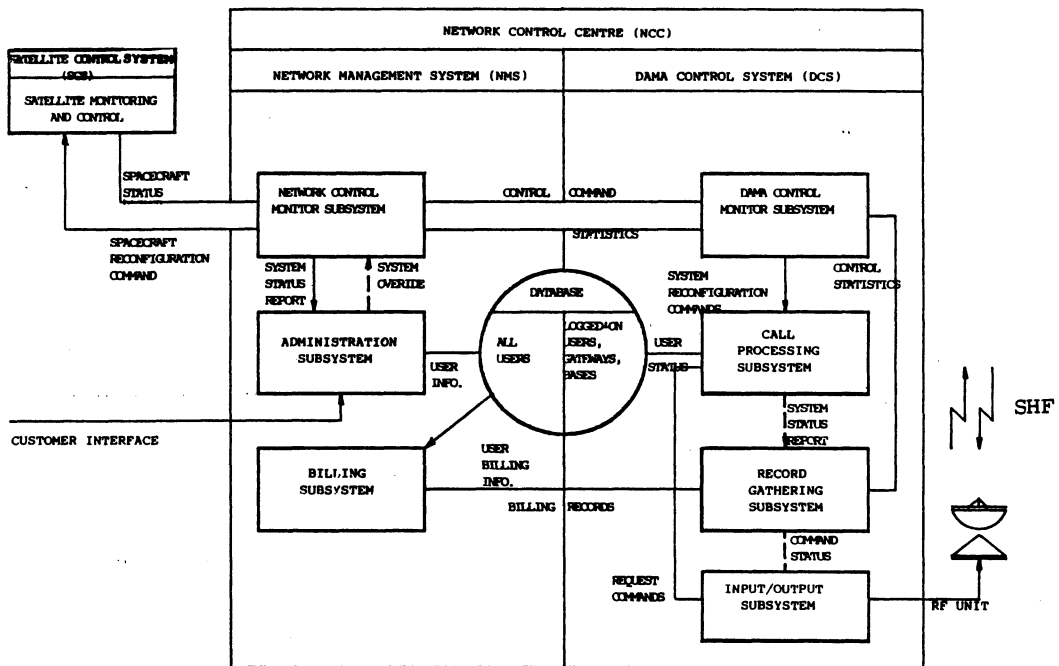 NETWORK CONTROL CENTRE (NCC)
SATELLITE CONTROL SYSTEM
(SCS)
NETWORK MANAGEMENT SYSTEM (NMS)
DAMA CONTROL SYSTEM (DCS)
SATELLITE MONITORING
AND CONTROL
SPACECRAFT
STATUS
NETWORK CONTROL
MONITOR SUBSYSTEM
CONTROL COMMAND
DAMA CONTROL
MONITOR SUBSYSTEM
STATISTICS
SPACECRAFT
RECONFIGURATION
COMMAND
SYSTEM
STATUS
REPORT
SYSTEM
OVERIDE
SYSTEM
RECONFIGURATION
COMMANDS
CONTROL
STATISTICS
DATABASE
ALL
USERS
LOGGED-ON
USERS,
GATEWAYS,
BASES
ADMINISTRATION
SUBSYSTEM
USER
INFO.
USER
STATUS
CALL
PROCESSING
SUBSYSTEM
SHF
CUSTOMER INTERFACE
SYSTEM
STATUS
REPORT
BILLING
SUBSYSTEM
USER
BILLING
INFO.
RECORD
GATHERING
SUBSYSTEM
BILLING RECORDS
COMMAND
STATUS
REQUEST
COMMANDS
INPUT/OUTPUT
SUBSYSTEM
RF UNIT